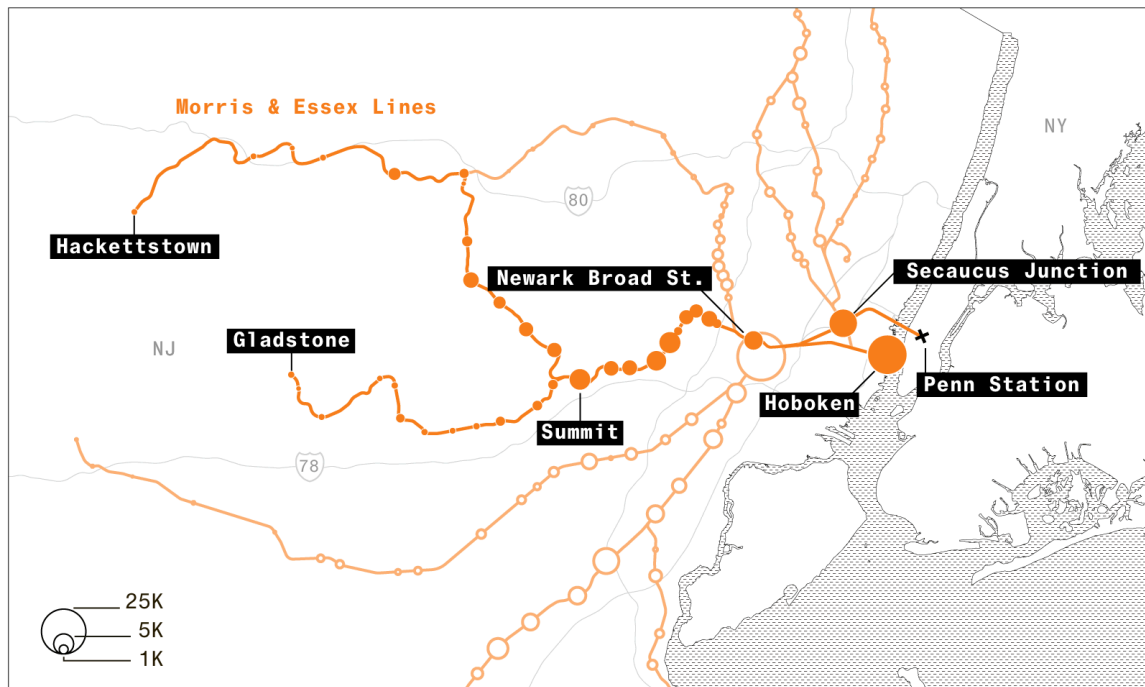 Morris & Essex Lines
NY
80
Hackettstown
Newark Broad St.
Secaucus Junction
NJ
Gladstone
Penn Station
Hoboken
Summit
78
25K
5K
1K